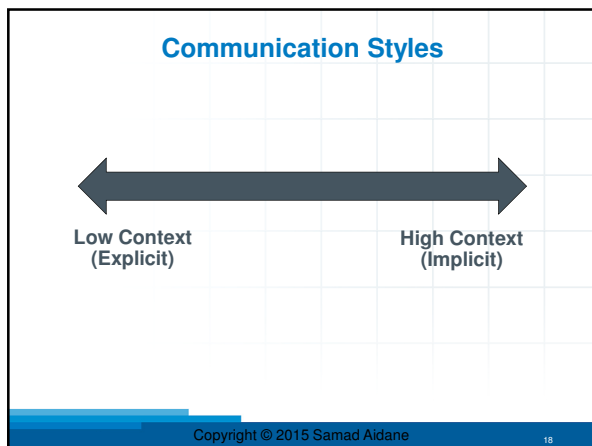 Communication Styles
Low Context
(Explicit)
High Context
(Implicit)
Copyright © 2015 Samad Aidane
18